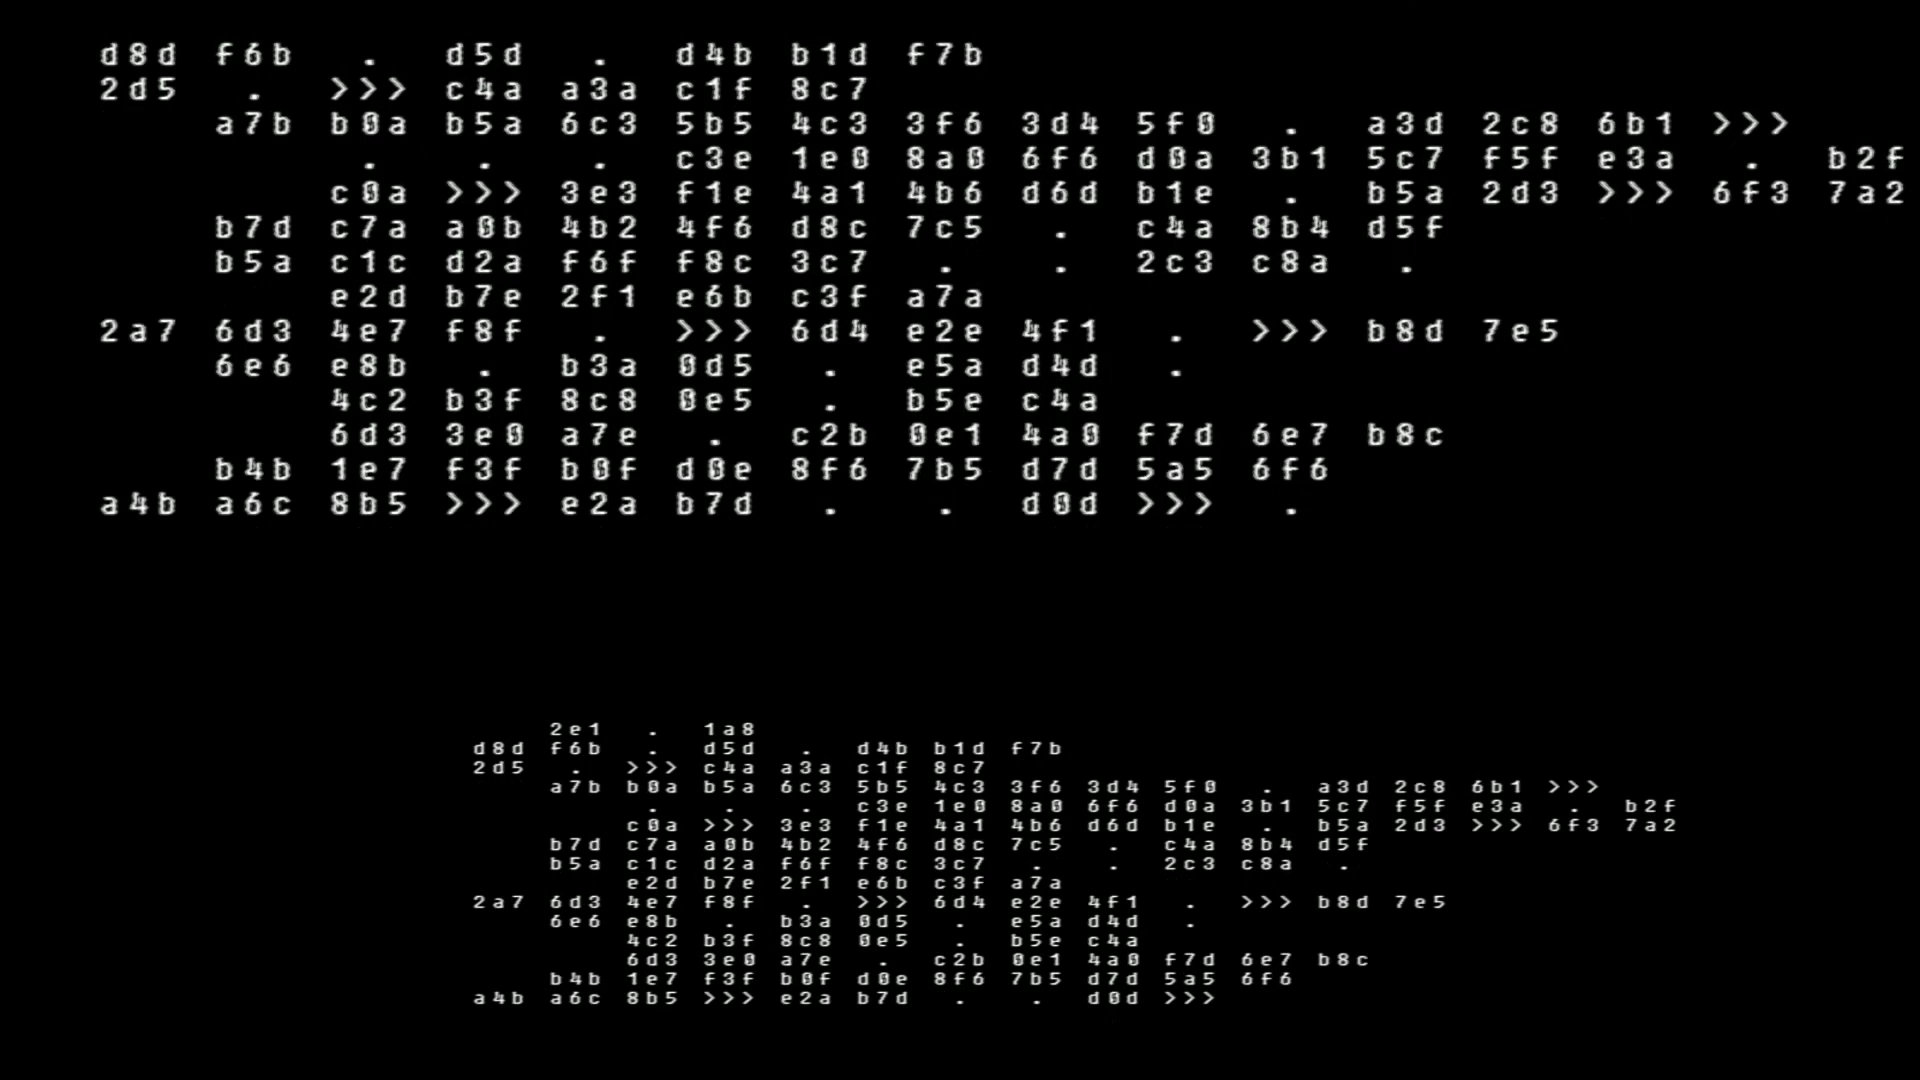 d8d f6b . d5d . d4b b1d f7b
2d5 . >>> c4a a3a c1f 8c7
a7b b0a b5a 6c3 5b5 4c3 3f6 3d4 5f0 . a3d 2c8 6b1 >>>
. . . c3e 1e0 8a0 6f6 d0a 3b1 5c7 f5f e3a . b2f
c0a >>> 3e3 f1e 4a1 4b6 d6d b1e . b5a 2d3 >>> 6f3 7a2
b7d c7a a0b 4b2 4f6 d8c 7c5 . c4a 8b4 d5f
b5a c1c d2a f6f f8c 3c7 . . 2c3 c8a .
e2d b7e 2f1 e6b c3f a7a
2a7 6d3 4e7 f8f . >>> 6d4 e2e 4f1 . >>> b8d 7e5
6e6 e8b . b3a 0d5 . e5a d4d .
4c2 b3f 8c8 0e5 . b5e c4a
6d3 3e0 a7e . c2b 0e1 4a0 f7d 6e7 b8c
b4b 1e7 f3f b0f d0e 8f6 7b5 d7d 5a5 6f6
a4b a6c 8b5 >>> e2a b7d . . d0d >>> .
2e1 . 1a8
d8d f6b . d5d . d4b b1d f7b
2d5 . >>> c4a a3a c1f 8c7
a7b b0a b5a 6c3 5b5 4c3 3f6 3d4 5f0 . a3d 2c8 6b1 >>>
. . . c3e 1e0 8a0 6f6 d0a 3b1 5c7 f5f e3a . b2f
c0a >>> 3e3 f1e 4a1 4b6 d6d b1e . b5a 2d3 >>> 6f3 7a2
b7d c7a a0b 4b2 4f6 d8c 7c5 . c4a 8b4 d5f
b5a c1c d2a f6f f8c 3c7 . . 2c3 c8a .
e2d b7e 2f1 e6b c3f a7a
2a7 6d3 4e7 f8f . >>> 6d4 e2e 4f1 . >>> b8d 7e5
6e6 e8b . b3a 0d5 . e5a d4d .
4c2 b3f 8c8 0e5 . b5e c4a
6d3 3e0 a7e . c2b 0e1 4a0 f7d 6e7 b8c
b4b 1e7 f3f b0f d0e 8f6 7b5 d7d 5a5 6f6
a4b a6c 8b5 >>> e2a b7d . . d0d >>>